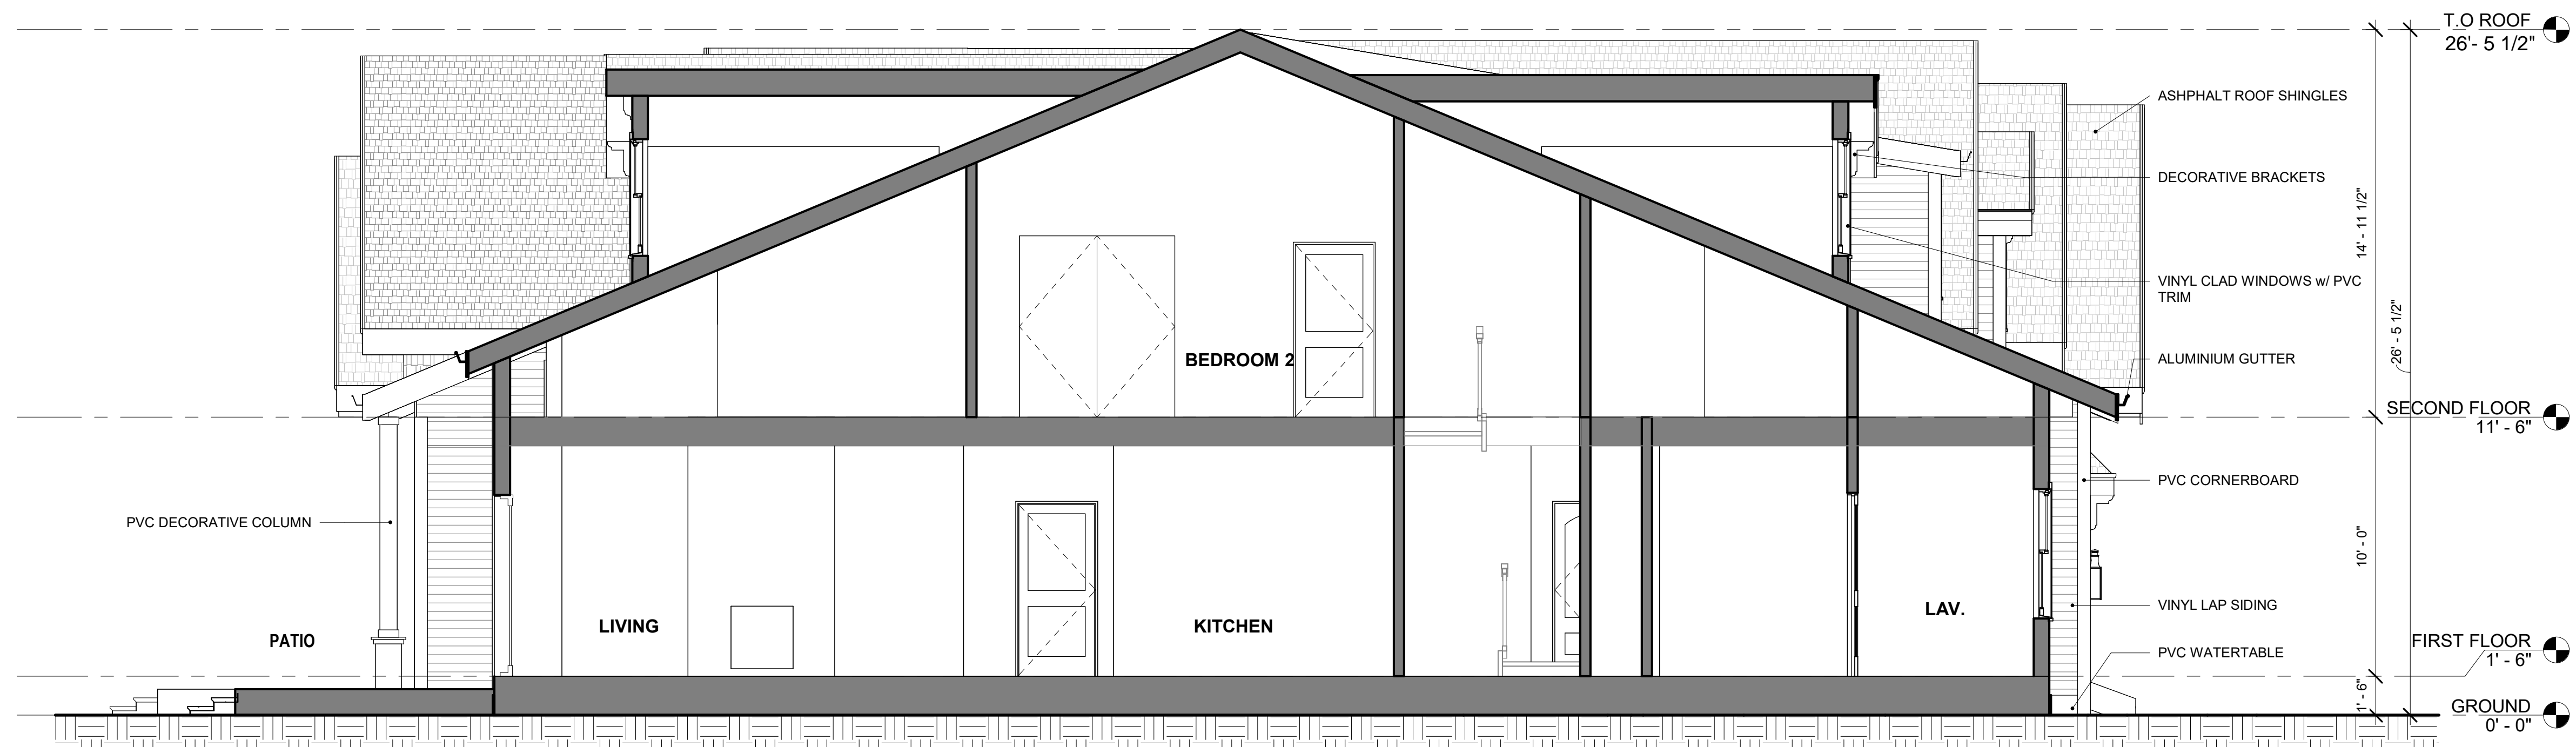 T.O ROOF
26'- 5 1/2"
ASHPHALT ROOF SHINGLES
DECORATIVE BRACKETS
14' - 11 1/2"
VINYL CLAD WINDOWS w/ PVC
TRIM
26' - 5 1/2"
BEDROOM 2
ALUMINIUM GUTTER
SECOND FLOOR
11' - 6"
PVC CORNERBOARD
PVC DECORATIVE COLUMN
10' - 0"
VINYL LAP SIDING
LAV.
LIVING
KITCHEN
PATIO
FIRST FLOOR
1' - 6"
PVC WATERTABLE
1' - 6"
GROUND
0' - 0"